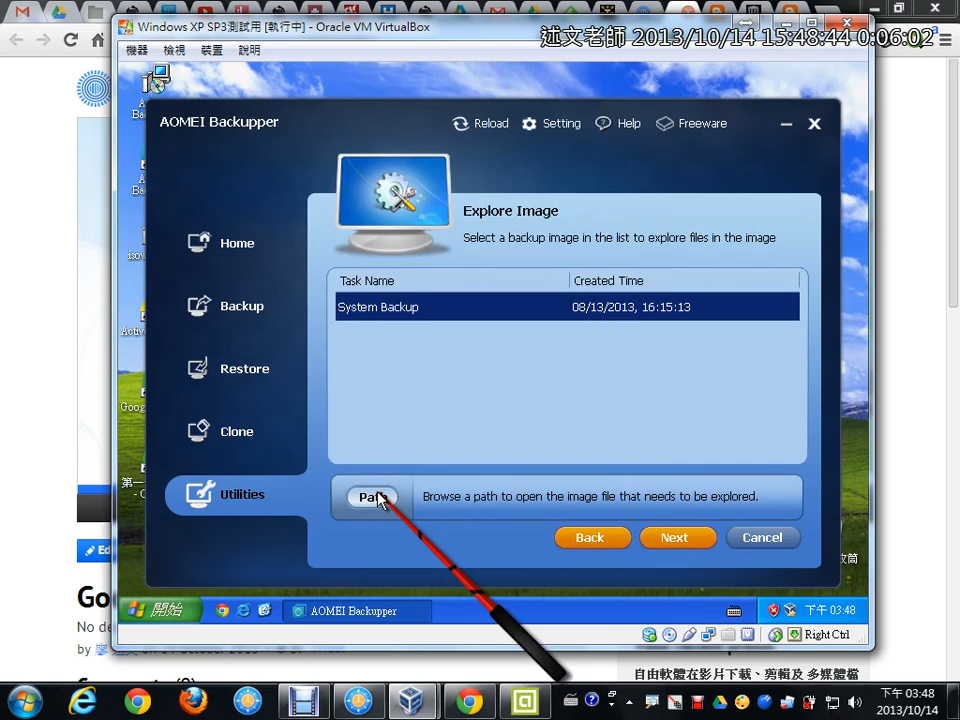 Windows XP SP3測試用 [執行中] - Oracle VM VirtualBox
述文老師 2013/10/14 15:48:44 0:06:02
機器 檢視 裝置 說明
AOMEI Backupper
Reload Setting Help Freeware
Explore Image
Select a backup image in the list to explore files in the image
Home
Task Name Created Time
System Backup 08/13/2013, 16:15:13
Backup
Restore
Clone
Utilities
Path
Browse a path to open the image file that needs to be explored.
Back Next Cancel
開始 AOMEI Backupper 下午 03:48
Right Ctrl
自由軟體在影片下載、剪輯及 多媒體檔
下午 03:48
2013/10/14